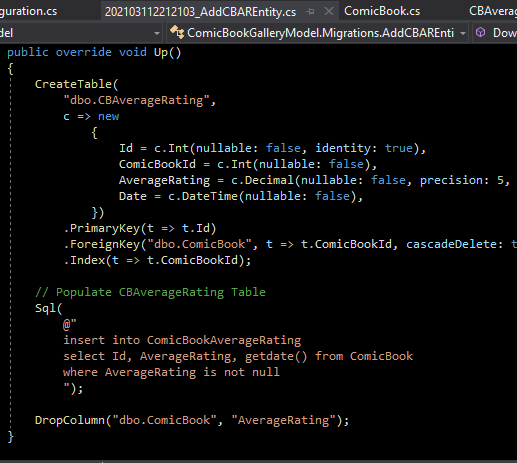 guration.cs 202103112212103_AddCBAREntity.cs ComicBook.cs CBAvera
del ComicBookGalleryModel.Migrations.AddCBAREnti Dow
public override void Up()
{
CreateTable(
"dbo.CBAverageRating",
c => new
{
Id = c.Int(nullable: false, identity: true),
ComicBookId = c.Int(nullable: false),
AverageRating = c.Decimal(nullable: false, precision: 5,
Date = c.DateTime(nullable: false),
})
.PrimaryKey(t => t.Id)
.ForeignKey("dbo.ComicBook", t => t.ComicBookId, cascadeDelete: t
.Index(t => t.ComicBookId);
// Populate CBAverageRating Table
Sql(
@"
insert into ComicBookAverageRating
select Id, AverageRating, getdate() from ComicBook
where AverageRating is not null
");
DropColumn("dbo.ComicBook", "AverageRating");
}